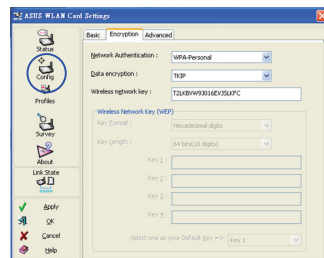 ASUS WLAN Card Settings
Status
Config
Profiles
Survey
About
Link State
Apply
OK
Cancel
Help
Basic Encryption Advanced
Network Authentication : WPA-Personal
Data encryption : TKIP
Wireless network key : T2LKBVW9J016EVJSLKFC
Wireless Network Key (WEP)
Key Format : Hexadecimal digits
Key Length : 64 bits(10 digits)
Key 1 :
Key 2 :
Key 3 :
Key 4 :
Select one as your Default Key --> Key 1